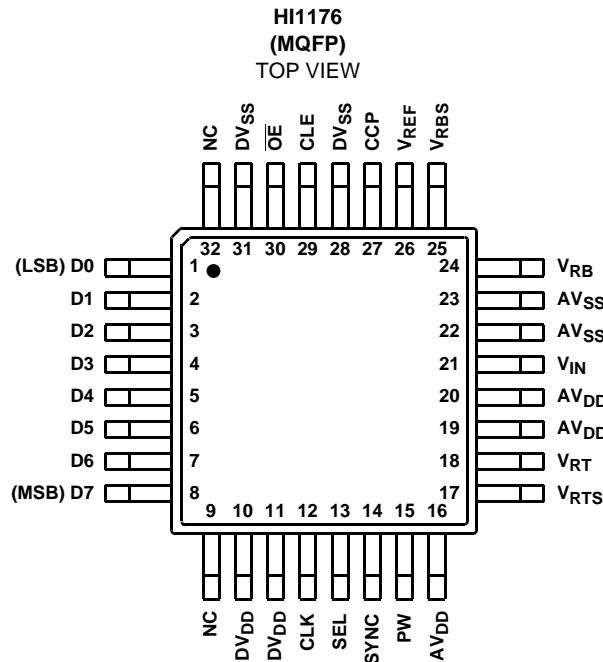 HI1176
(MQFP)
TOP VIEW
NC DVSS OE CLE DVSS CCP VREF VRBS
32 31 30 29 28 27 26 25
(LSB) D0 1 24 VRB
D1 2 23 AVSS
D2 3 22 AVSS
D3 4 21 VIN
D4 5 20 AVDD
D5 6 19 AVDD
D6 7 18 VRT
(MSB) D7 8 17 VRTS
9 10 11 12 13 14 15 16
NC DVDD DVDD CLK SEL SYNC PW AVDD